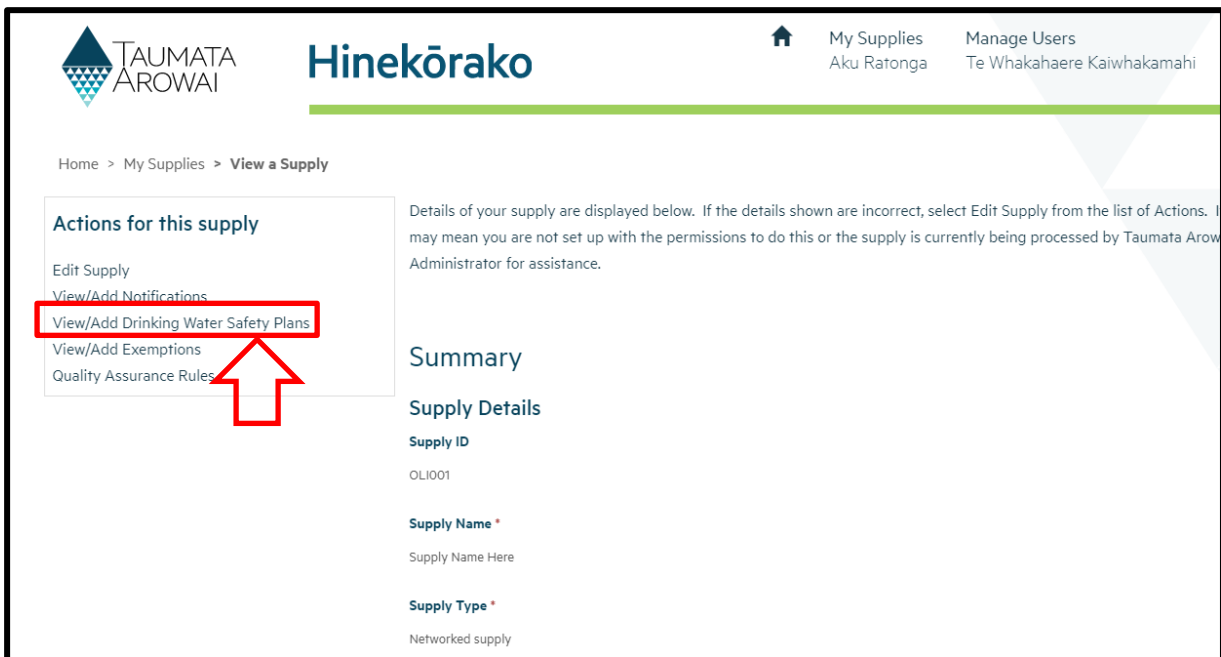 TAUMATA
AROWAI
Hinekōrako
My Supplies
Aku Ratonga
Manage Users
Te Whakahaere Kaiwhakamahi
Home > My Supplies > View a Supply
Actions for this supply
Edit Supply
View/Add Notifications
View/Add Drinking Water Safety Plans
View/Add Exemptions
Quality Assurance Rules
Details of your supply are displayed below. If the details shown are incorrect, select Edit Supply from the list of Actions.
may mean you are not set up with the permissions to do this or the supply is currently being processed by Taumata Arow
Administrator for assistance.
Summary
Supply Details
Supply ID
OLI001
Supply Name *
Supply Name Here
Supply Type *
Networked supply